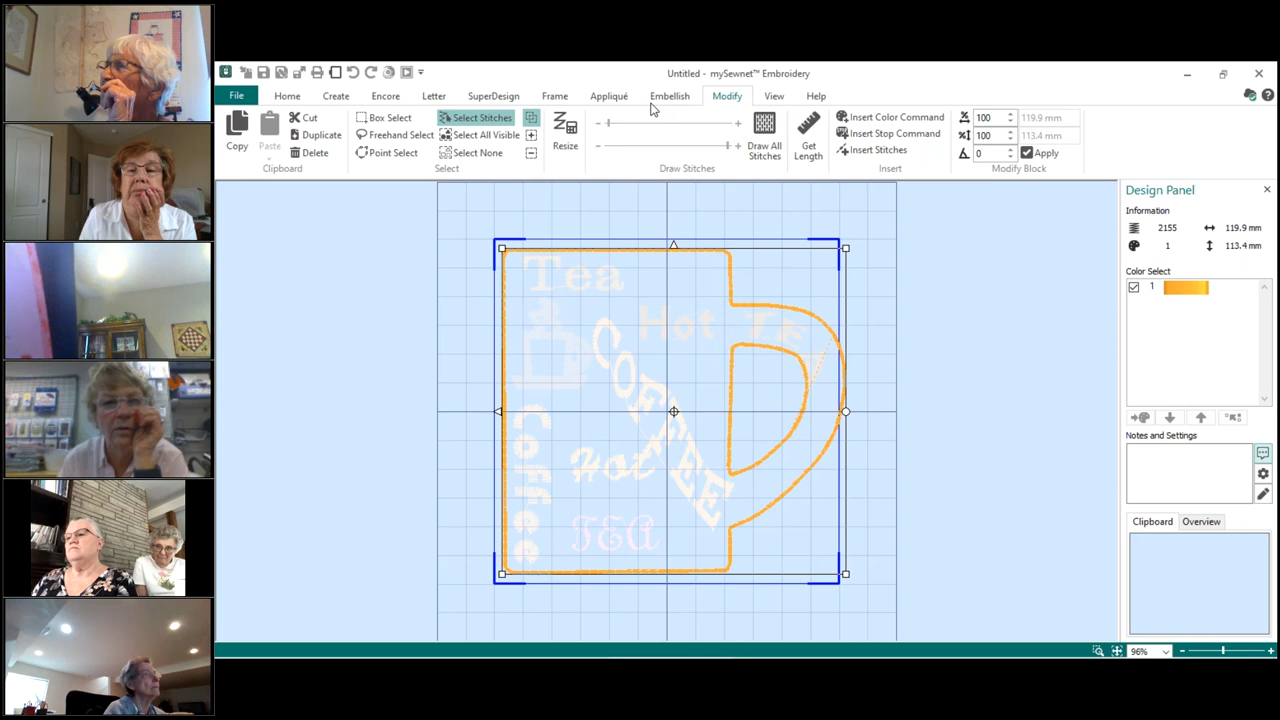 Untitled - mySewnet™ Embroidery
File Home Create Encore Letter SuperDesign Frame Appliqué Embellish Modify View Help
Copy Paste Cut Duplicate Delete Clipboard
Box Select Freehand Select Point Select
Select Stitches Select All Visible Select None Select
Resize
Draw All Stitches
Draw Stitches
Get Length
Insert Color Command
Insert Stop Command
Insert Stitches
Insert
100 119.9 mm
100 113.4 mm
0 Apply
Modify Block
Tea
Hot TEA
COFFEE
Coffee
Hot
TEA
Design Panel
Information
2155 119.9 mm
1 113.4 mm
Color Select
1
Notes and Settings
Clipboard Overview
96%